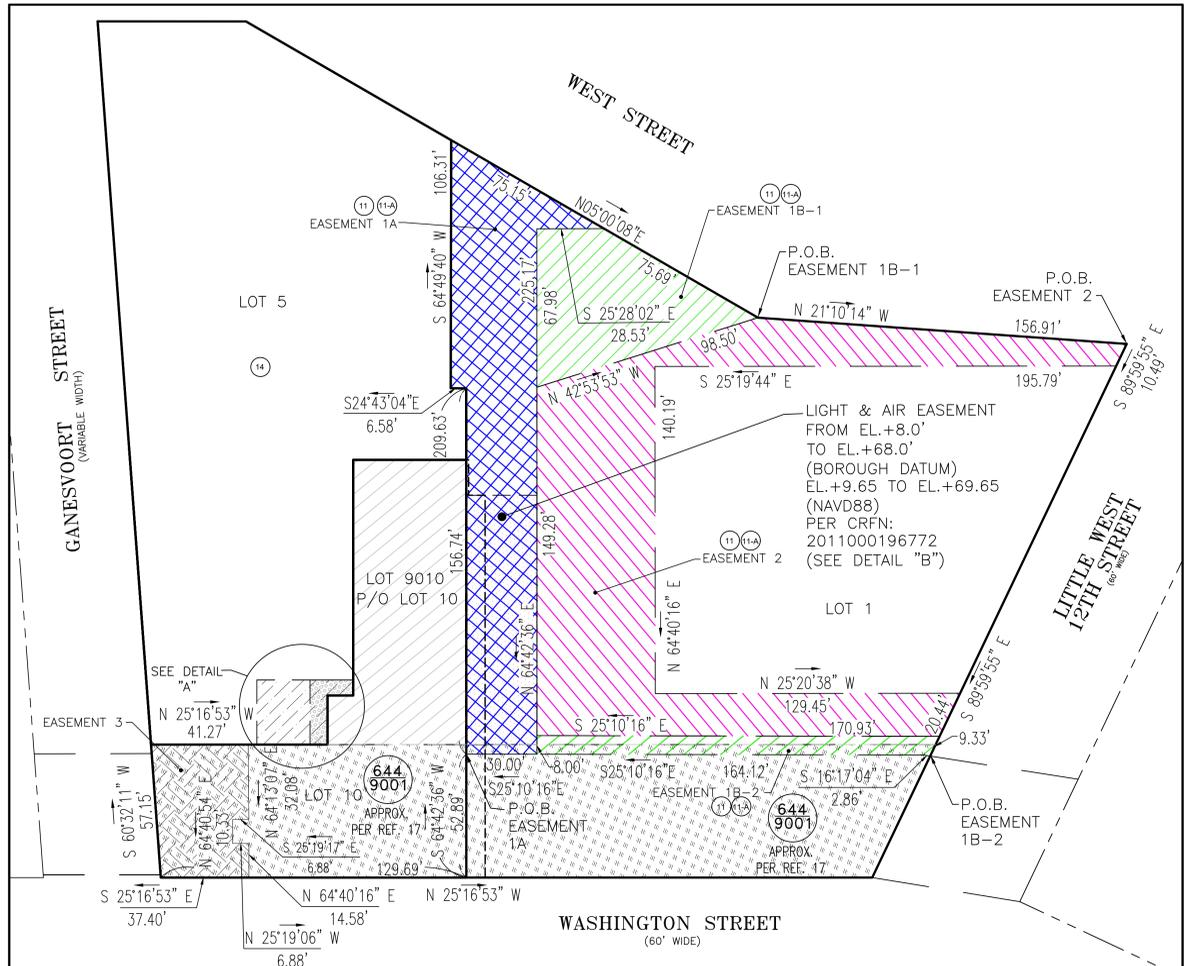 WEST STREET
106.31'
75.15'
N05°00'08"E
11 11-A
EASEMENT 1A
11 11-A
EASEMENT 1B-1
S 64°49'40" W
225.17'
67.98'
75.69'
P.O.B.
EASEMENT 1B-1
P.O.B.
EASEMENT 2
LOT 5
S 25°28'02" E
28.53'
N 21°10'14" W
156.91'
S 89°59'55" E
10.49'
98.50'
N 42°53'53" W
14
S 25°19'44" E
195.79'
GANESVOORT STREET
(VARIABLE WIDTH)
S24°43'04"E
6.58'
209.63'
140.19'
LIGHT & AIR EASEMENT
FROM EL.+8.0'
TO EL.+68.0'
(BOROUGH DATUM)
EL.+9.65 TO EL.+69.65
(NAVD88)
PER CRFN:
2011000196772
(SEE DETAIL "B")
156.74'
149.28'
11 11-A
EASEMENT 2
LOT 9010
P/O LOT 10
LOT 1
LITTLE WEST
12TH STREET
(60' WIDE)
N 64°42'36" E
N 64°40'16" E
SEE DETAIL
"A"
N 25°16'53" W
41.27'
N 25°20'38" W
129.45'
S 89°59'55" E
20.44'
EASEMENT 3
S 25°10'16" E
170.93'
9.33'
S 60°32'11" W
57.15'
N 64°40'54" E
10.33'
N 64°13'07" E
32.08'
LOT 10
644
9001
APPROX.
PER REF. 17
S 64°42'36" W
52.89'
30.00'
S25°10'16"E
8.00'
S25°10'16"E
164.12'
EASEMENT 1B-2
11 11-A
S 16°17'04" E
2.86'
P.O.B.
EASEMENT
1A
644
9001
APPROX.
PER REF. 17
P.O.B.
EASEMENT
1B-2
S 25°19'17" E
6.88'
129.69'
S 25°16'53" E
37.40'
N 64°40'16" E
14.58'
N 25°16'53" W
N 25°19'06" W
6.88'
WASHINGTON STREET
(60' WIDE)